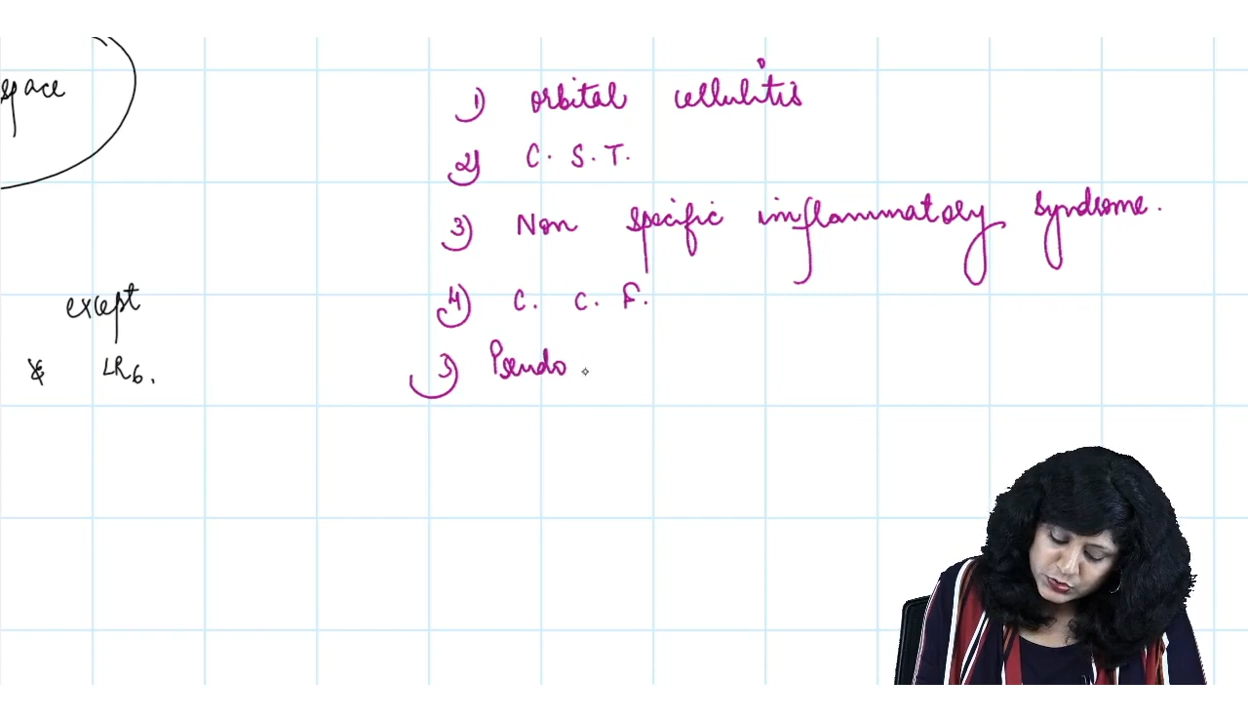 space
1) Orbital cellulitis
2) C. S. T.
3) Non specific inflammatory syndrome.
except
4) C. C. F.
& LR6.
5) Pseudo